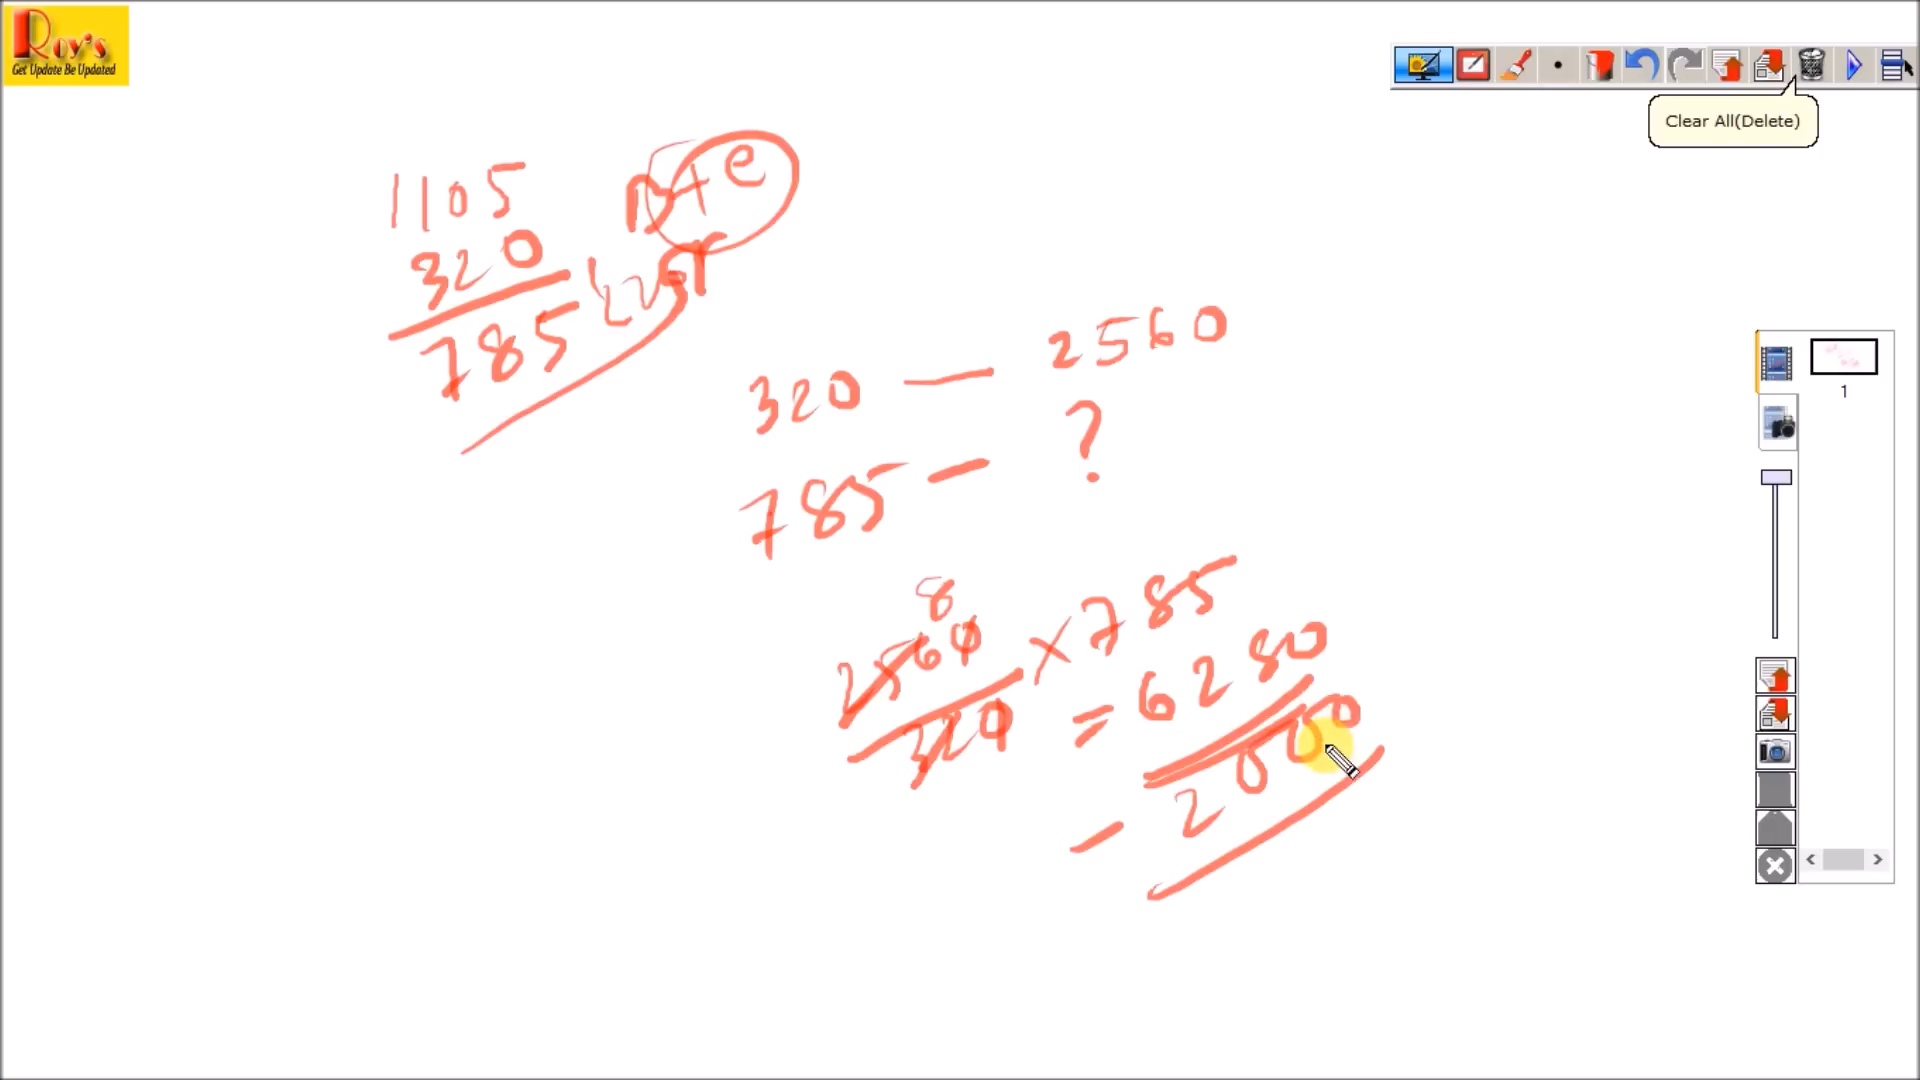 Roy's
Get Update Be Updated
Clear All(Delete)
1105
320
785
320 — 2560
785 — ?
8
2560 × 785
320
= 6280
- 2000
1